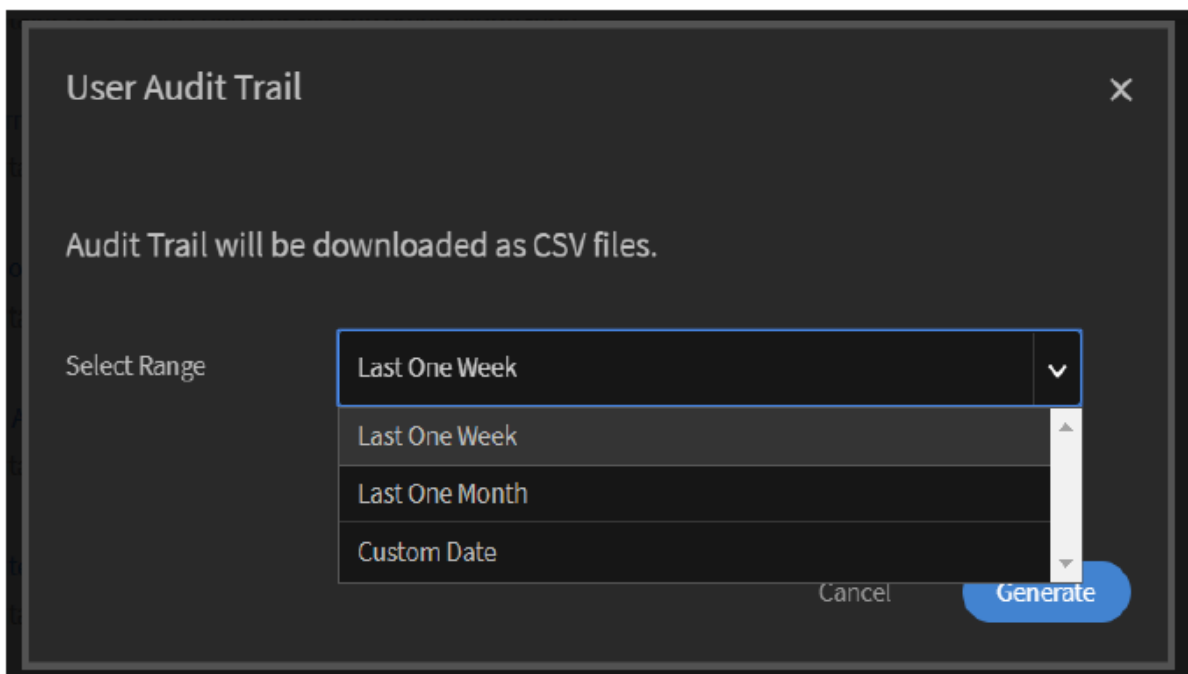 User Audit Trail
Audit Trail will be downloaded as CSV files.
Select Range
Last One Week
Last One Week
Last One Month
Custom Date
Cancel
Generate